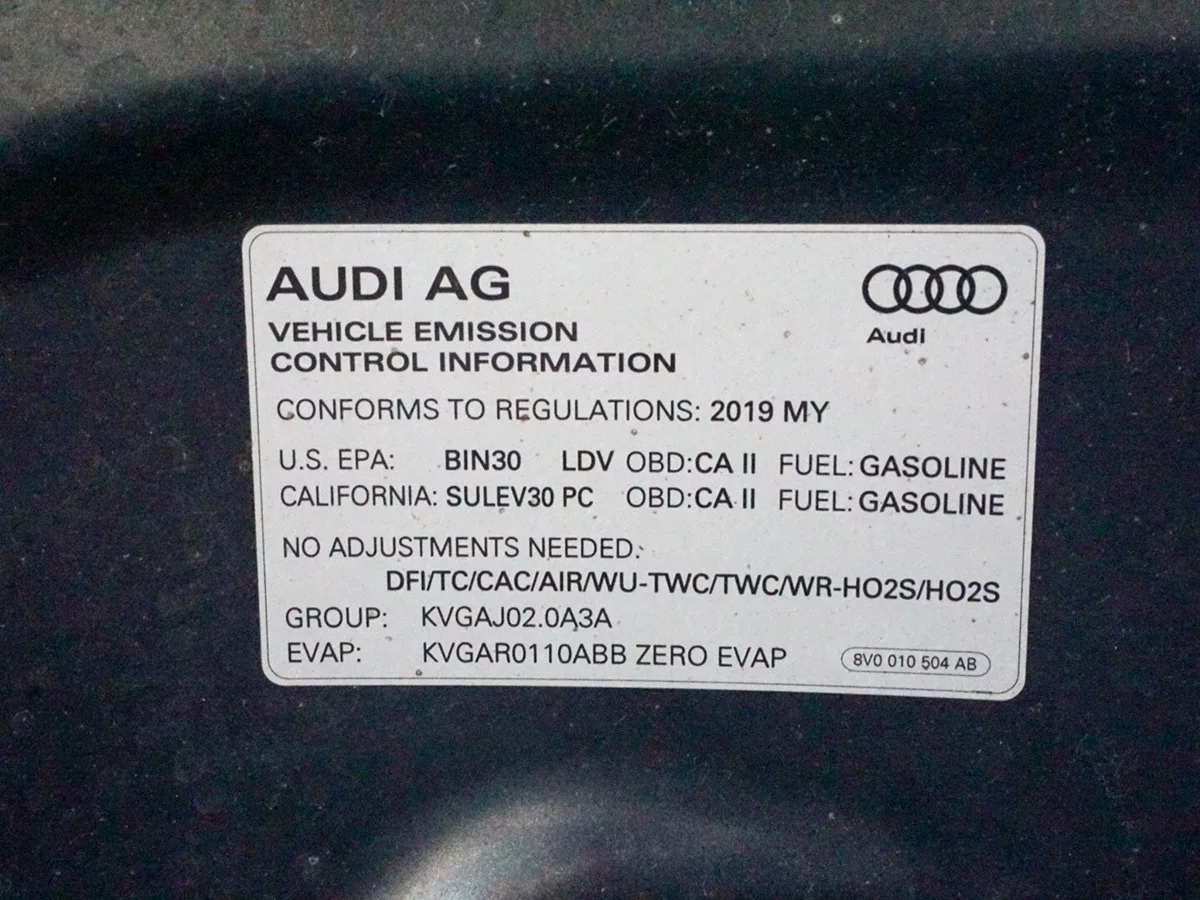 AUDI AG
Audi
VEHICLE EMISSION
CONTROL INFORMATION
CONFORMS TO REGULATIONS: 2019 MY
U.S. EPA: BIN30 LDV OBD:CA II FUEL: GASOLINE
CALIFORNIA: SULEV30 PC OBD:CA II FUEL: GASOLINE
NO ADJUSTMENTS NEEDED.
DFI/TC/CAC/AIR/WU-TWC/TWC/WR-HO2S/HO2S
GROUP: KVGAJ02.0A3A
EVAP: KVGAR0110ABB ZERO EVAP
8V0 010 504 AB